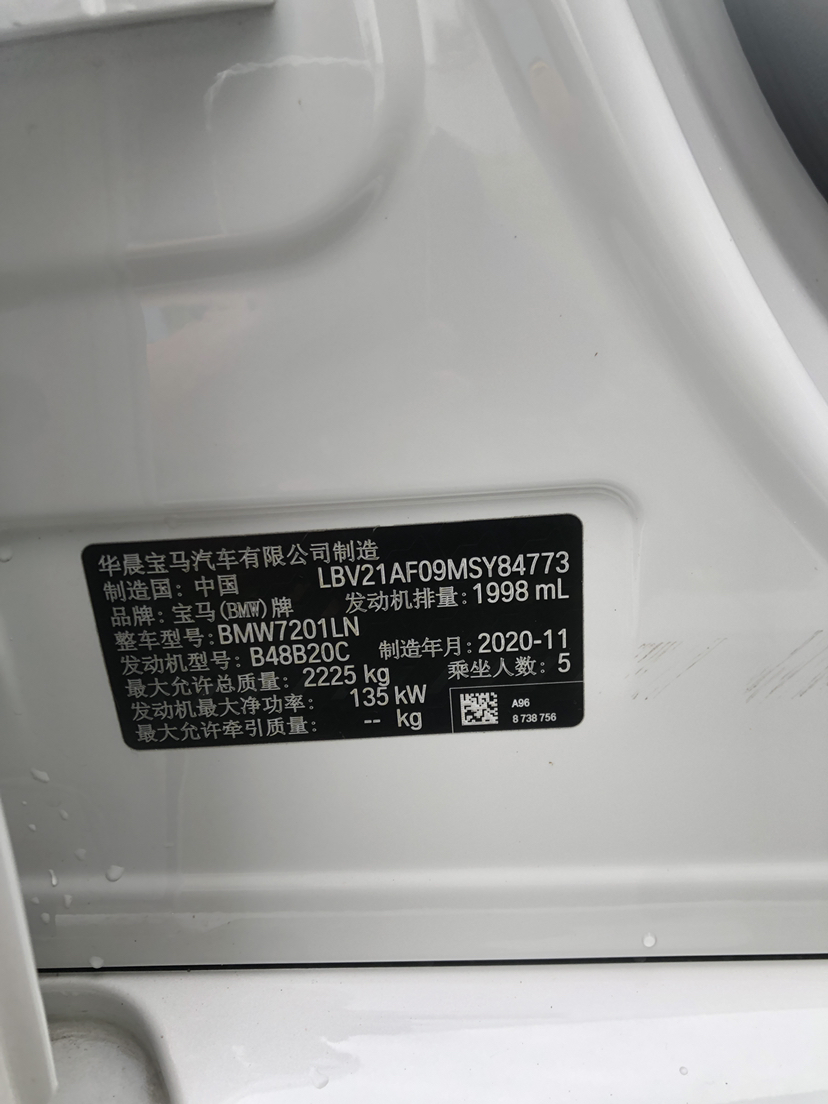 华晨宝马汽车有限公司制造
制造国: 中国 LBV21AF09MSY84773
品牌: 宝马(BMW)牌 发动机排量: 1998 mL
整车型号: BMW7201LN
发动机型号: B48B20C 制造年月: 2020-11
最大允许总质量: 2225 kg 乘坐人数: 5
发动机最大净功率: 135 kW
最大允许牵引质量: -- kg
A96
8 738 756